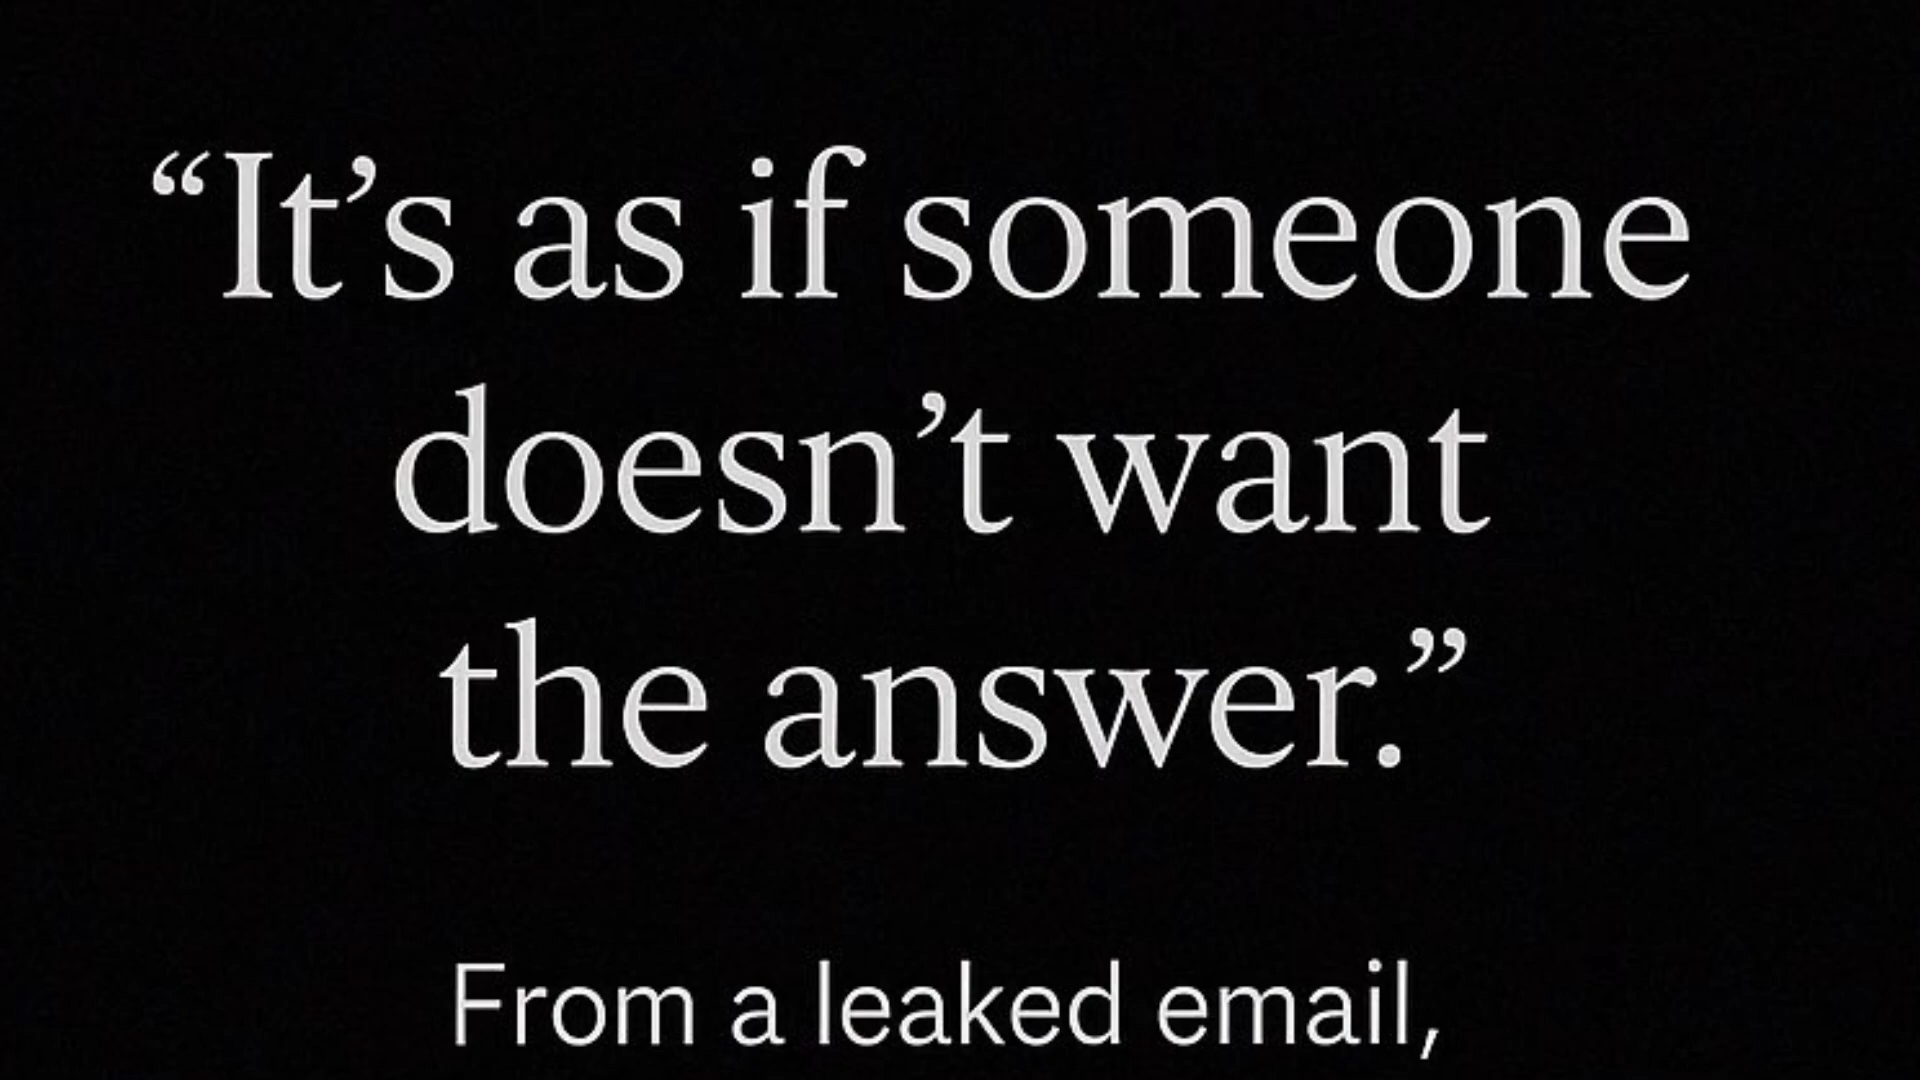 “It’s as if someone
doesn’t want
the answer.”
From a leaked email,